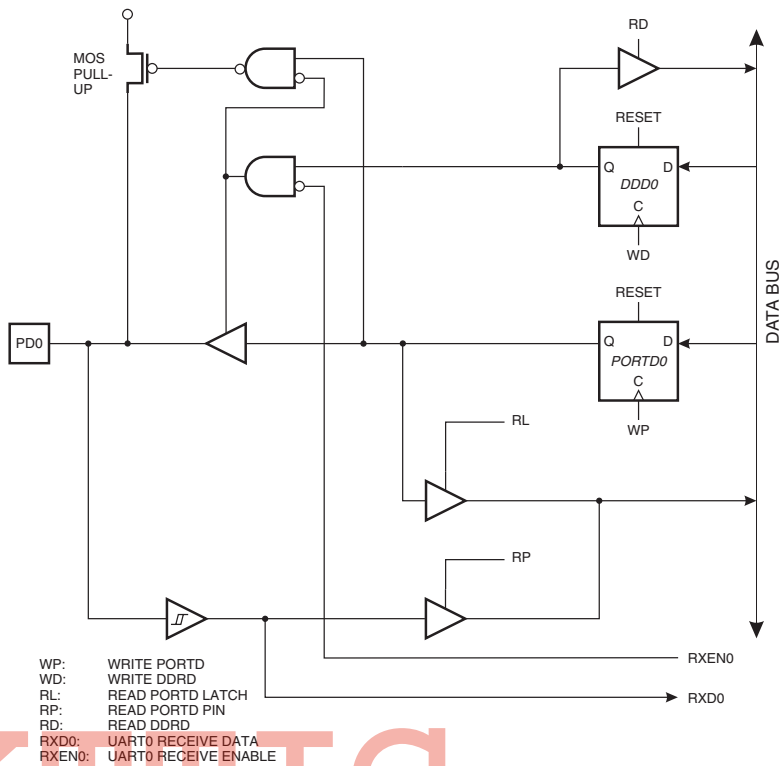 MOS
PULL-
UP
RD
RESET
Q D
DDD0
C
WD
RESET
PD0
Q D
PORTD0
C
WP
DATA BUS
RL
RP
RXEN0
RXD0
WP: WRITE PORTD
WD: WRITE DDRD
RL: READ PORTD LATCH
RP: READ PORTD PIN
RD: READ DDRD
RXD0: UART0 RECEIVE DATA
RXEN0: UART0 RECEIVE ENABLE